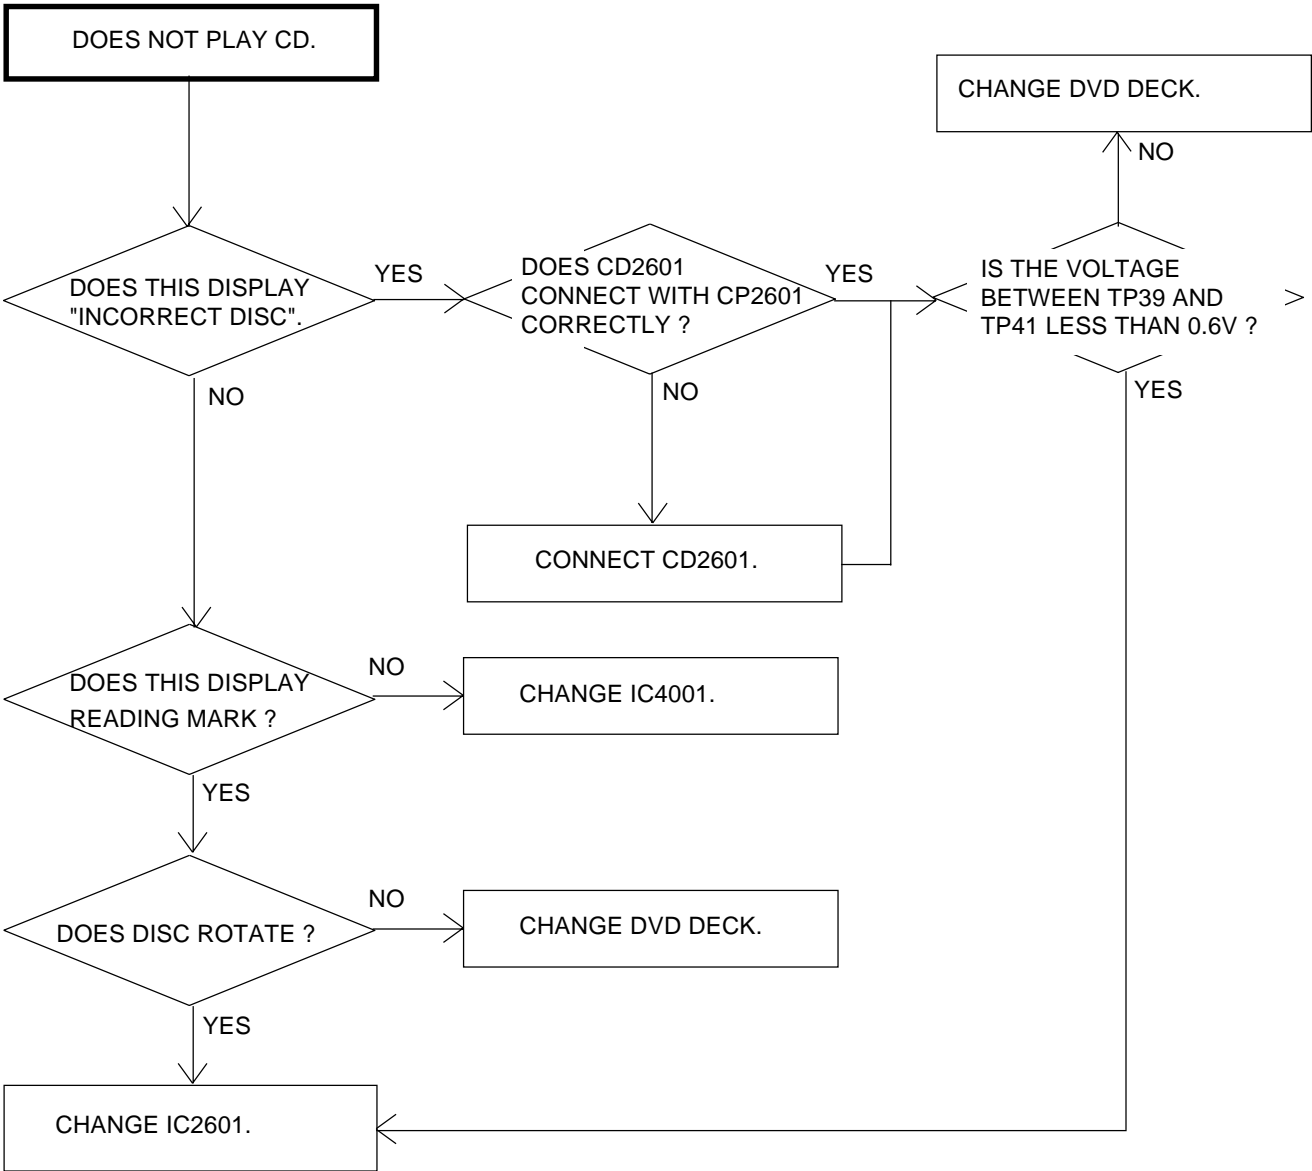 DOES NOT PLAY CD.
CHANGE DVD DECK.
NO
DOES THIS DISPLAY
"INCORRECT DISC".
YES
DOES CD2601
CONNECT WITH CP2601
CORRECTLY ?
YES
IS THE VOLTAGE
BETWEEN TP39 AND
TP41 LESS THAN 0.6V ?
NO
NO
YES
CONNECT CD2601.
DOES THIS DISPLAY
READING MARK ?
NO
CHANGE IC4001.
YES
DOES DISC ROTATE ?
NO
CHANGE DVD DECK.
YES
CHANGE IC2601.